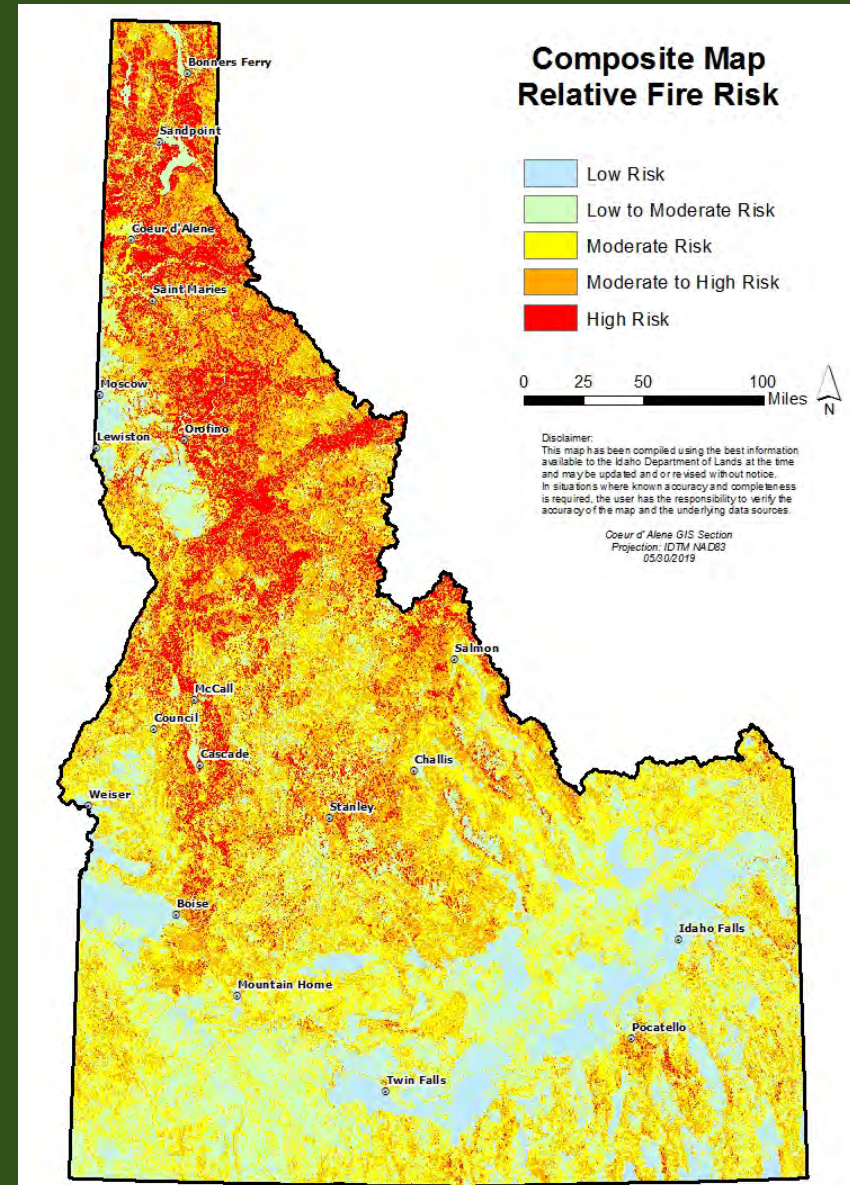 Composite Map
Relative Fire Risk
Low Risk
Low to Moderate Risk
Moderate Risk
Moderate to High Risk
High Risk
0 25 50 100
Miles
N
Disclaimer:
This map has been compiled using the best information
available to the Idaho Department of Lands at the time
and may be updated and or revised without notice.
In situations where known accuracy and completeness
is required, the user has the responsibility to verify the
accuracy of the map and the underlying data sources.
Coeur d'Alene GIS Section
Projection: IDTM NAD83
05/30/2019
Bonners Ferry
Sandpoint
Coeur d'Alene
Saint Maries
Moscow
Lewiston
Orofino
Salmon
McCall
Council
Cascade
Challis
Weiser
Stanley
Boise
Idaho Falls
Mountain Home
Pocatello
Twin Falls